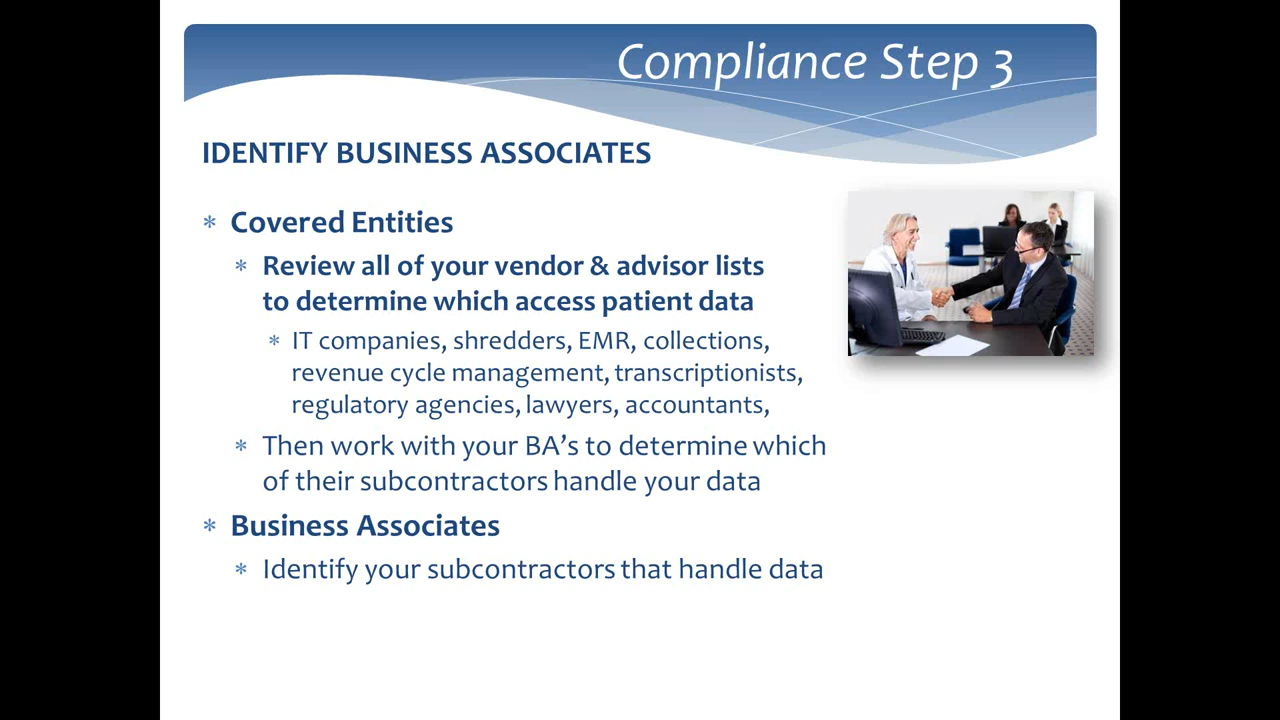 Compliance Step 3
IDENTIFY BUSINESS ASSOCIATES
* Covered Entities
* Review all of your vendor & advisor lists
to determine which access patient data
* IT companies, shredders, EMR, collections,
revenue cycle management, transcriptionists,
regulatory agencies, lawyers, accountants,
* Then work with your BA’s to determine which
of their subcontractors handle your data
* Business Associates
* Identify your subcontractors that handle data